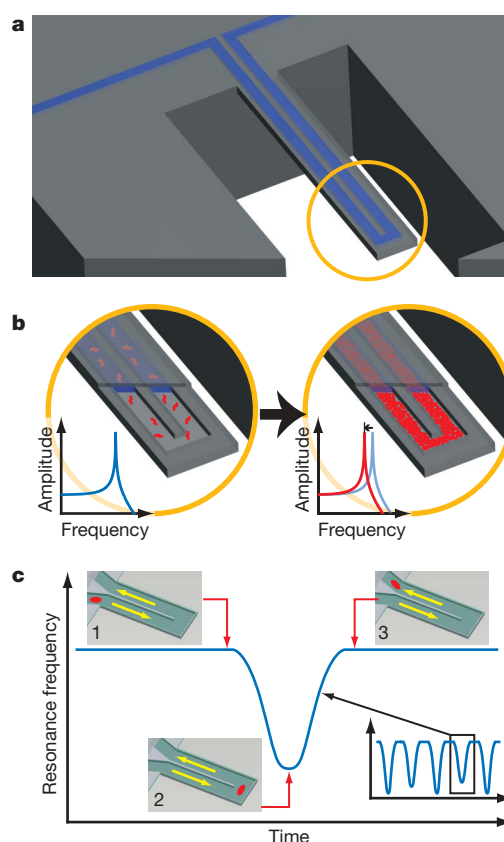 a
b
Amplitude
Frequency
Amplitude
Frequency
c
Resonance frequency
1
3
2
Time